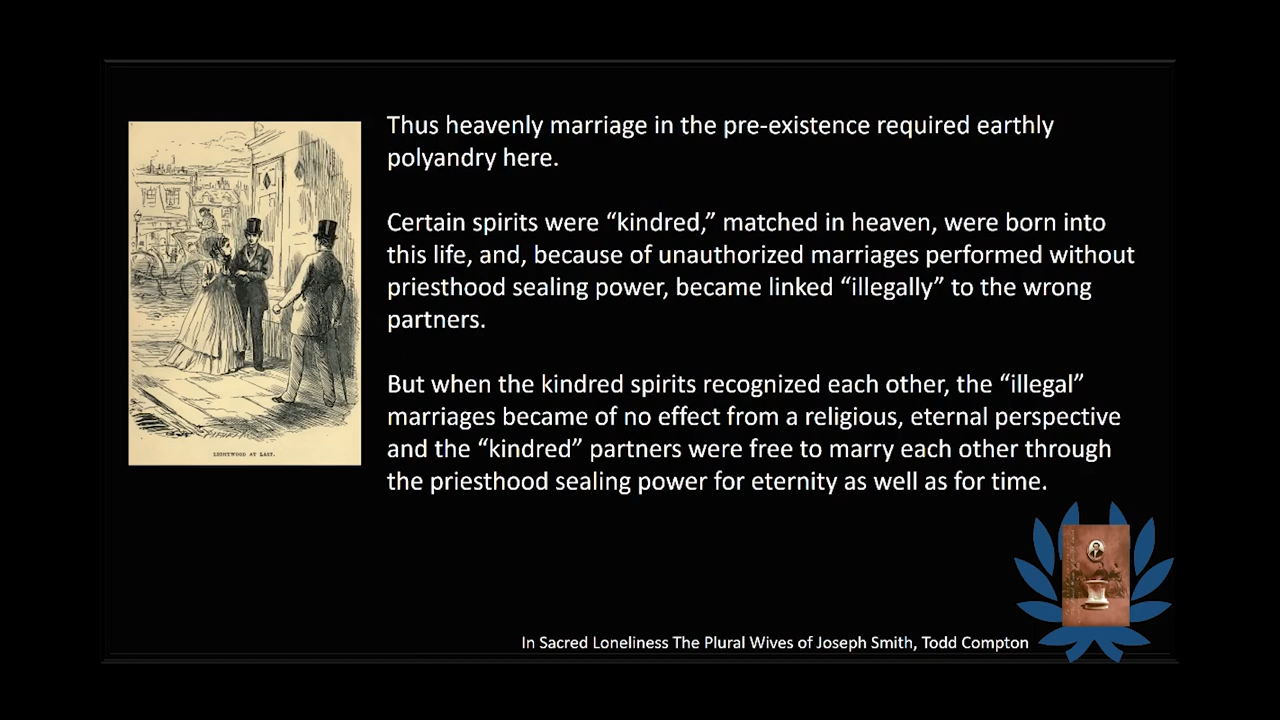 Thus heavenly marriage in the pre-existence required earthly
polyandry here.
Certain spirits were “kindred,” matched in heaven, were born into
this life, and, because of unauthorized marriages performed without
priesthood sealing power, became linked “illegally” to the wrong
partners.
But when the kindred spirits recognized each other, the “illegal”
marriages became of no effect from a religious, eternal perspective
and the “kindred” partners were free to marry each other through
the priesthood sealing power for eternity as well as for time.
LIGHTWOOD AT LAST.
In Sacred Loneliness The Plural Wives of Joseph Smith, Todd Compton